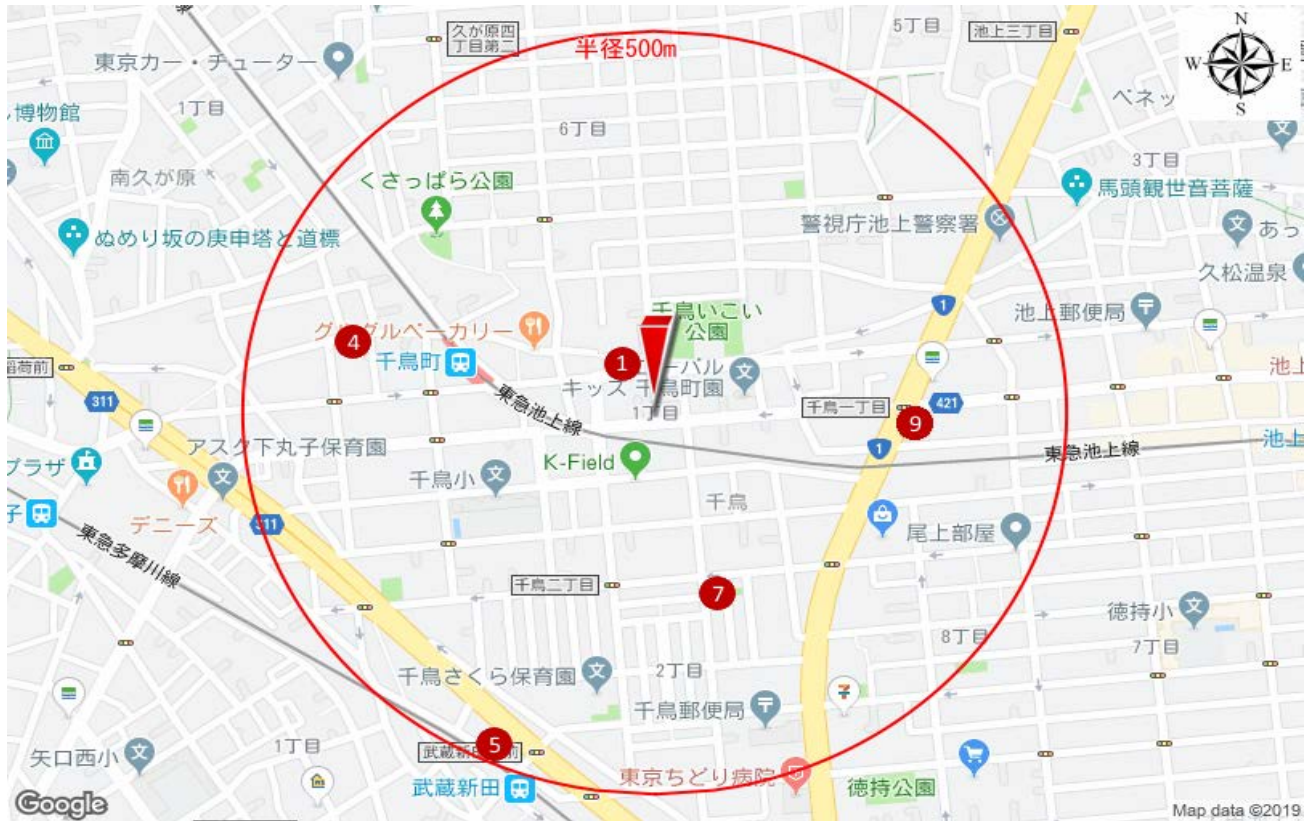 久が原四
丁目第二
半径500m
5丁目
池上三丁目
N
W
E
S
東京カー・チューター
1丁目
博物館
6丁目
ベネッ
3丁目
南久が原
くさっぱら公園
馬頭観世音菩薩
警視庁池上警察署
ぬめり坂の庚申塔と道標
あっ
久松温泉
1
千鳥いこい
公園
池上郵便局
4
千鳥町
1
バル
キッズ 千鳥町園
1丁目
311
東急池上線
千鳥一丁目
421
9
1
池上
池上
東急池上線
アスク下丸子保育園
プラザ
K-Field
千鳥小
千鳥
子
デニーズ
311
尾上部屋
東急多摩川線
千鳥二丁目
7
徳持小
8丁目
7丁目
千鳥さくら保育園
2丁目
千鳥郵便局
1丁目
5
矢口西小
武蔵新田
東京ちどり病院
徳持公園
Google
Map data ©2019